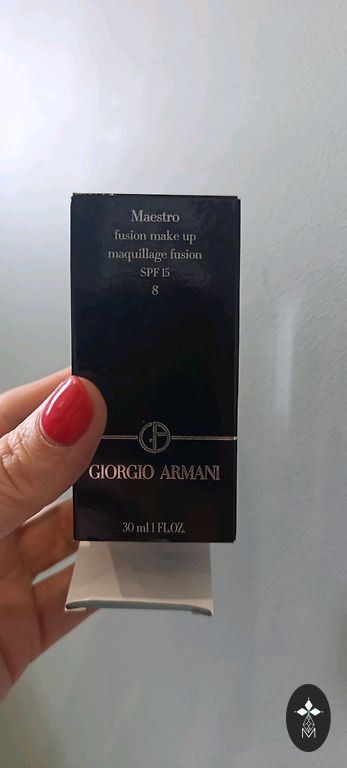 Maestro
fusion make up
maquillage fusion
SPF 15
8
GIORGIO ARMANI
30 ml 1 FL.OZ.